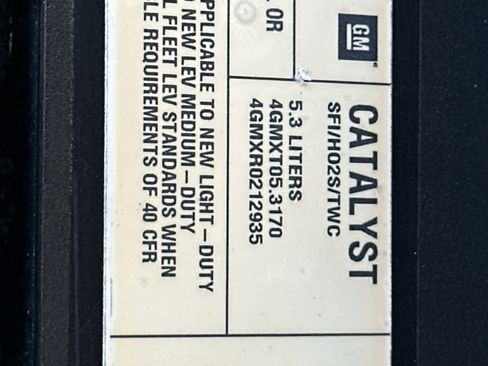 GM
CATALYST
SFI/HO2S/TWC
5.3 LITERS
4GMXT05.3170
4GMXR0212935
OR
APPLICABLE TO NEW LIGHT-DUTY
NEW LEV MEDIUM-DUTY
FLEET LEV STANDARDS WHEN
REQUIREMENTS OF 40 CFR